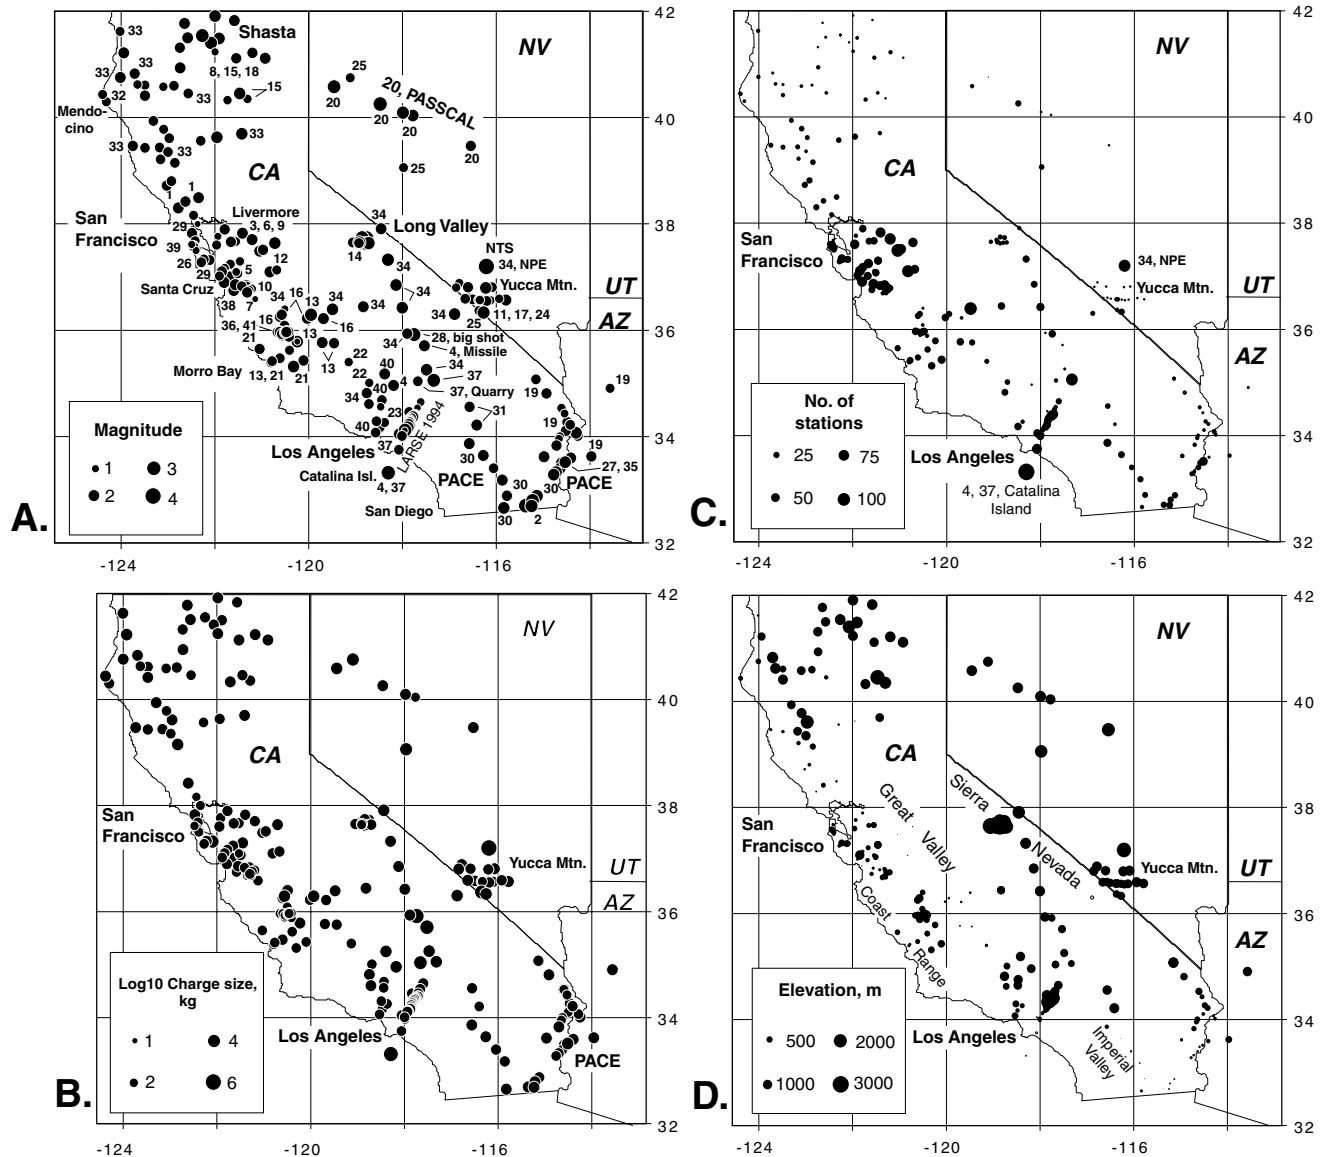 42
33
Shasta
NV
33
8, 15, 18
33
25
20, PASSCAL
15
32
33
20
20
20
Mendo-
cino
40
33
33
33
20
25
CA
1
1
San
Francisco
Livermore
3, 6, 9
34
Long Valley
38
29
39
14
NTS
34, NPE
26
29
5
12
34
Yucca Mtn.
UT
Santa Cruz
10
38
7
16
34
13
34
34
34
34
11, 17, 24
25
AZ
36
36, 41
16
16
13
21
34
28, big shot
4, Missile
Morro Bay
13, 21
21
13
22
22
40
34
37
19
40
4
37, Quarry
19
34
23
31
Magnitude
1
3
2
4
40
37
LARSE 1994
19
34
Los Angeles
19
30
27, 35
Catalina Isl.
4, 37
PACE
PACE
San Diego
30
30
30
2
32
A.
-124
-120
-116
42
NV
40
CA
38
San
Francisco
34, NPE
Yucca Mtn.
UT
36
AZ
No. of
stations
25
75
50
100
34
Los Angeles
4, 37, Catalina
Island
32
C.
-124
-120
-116
42
NV
40
CA
38
San
Francisco
Yucca Mtn.
UT
AZ
36
Log10 Charge size,
kg
1
4
2
6
34
Los Angeles
PACE
32
B.
-124
-120
-116
42
NV
40
CA
Great
Valley
Sierra
Nevada
38
San
Francisco
Yucca Mtn.
UT
Coast
Range
36
AZ
Elevation, m
500
2000
1000
3000
34
Los Angeles
Imperial
Valley
32
D.
-124
-120
-116